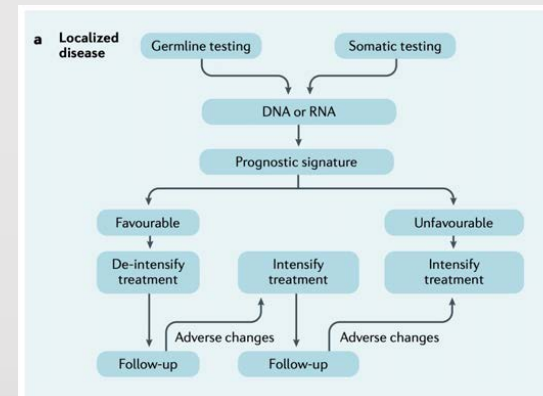 a Localized
disease
Germline testing
Somatic testing
DNA or RNA
Prognostic signature
Favourable
Unfavourable
De-intensify
treatment
Intensify
treatment
Intensify
treatment
Adverse changes
Adverse changes
Follow-up
Follow-up